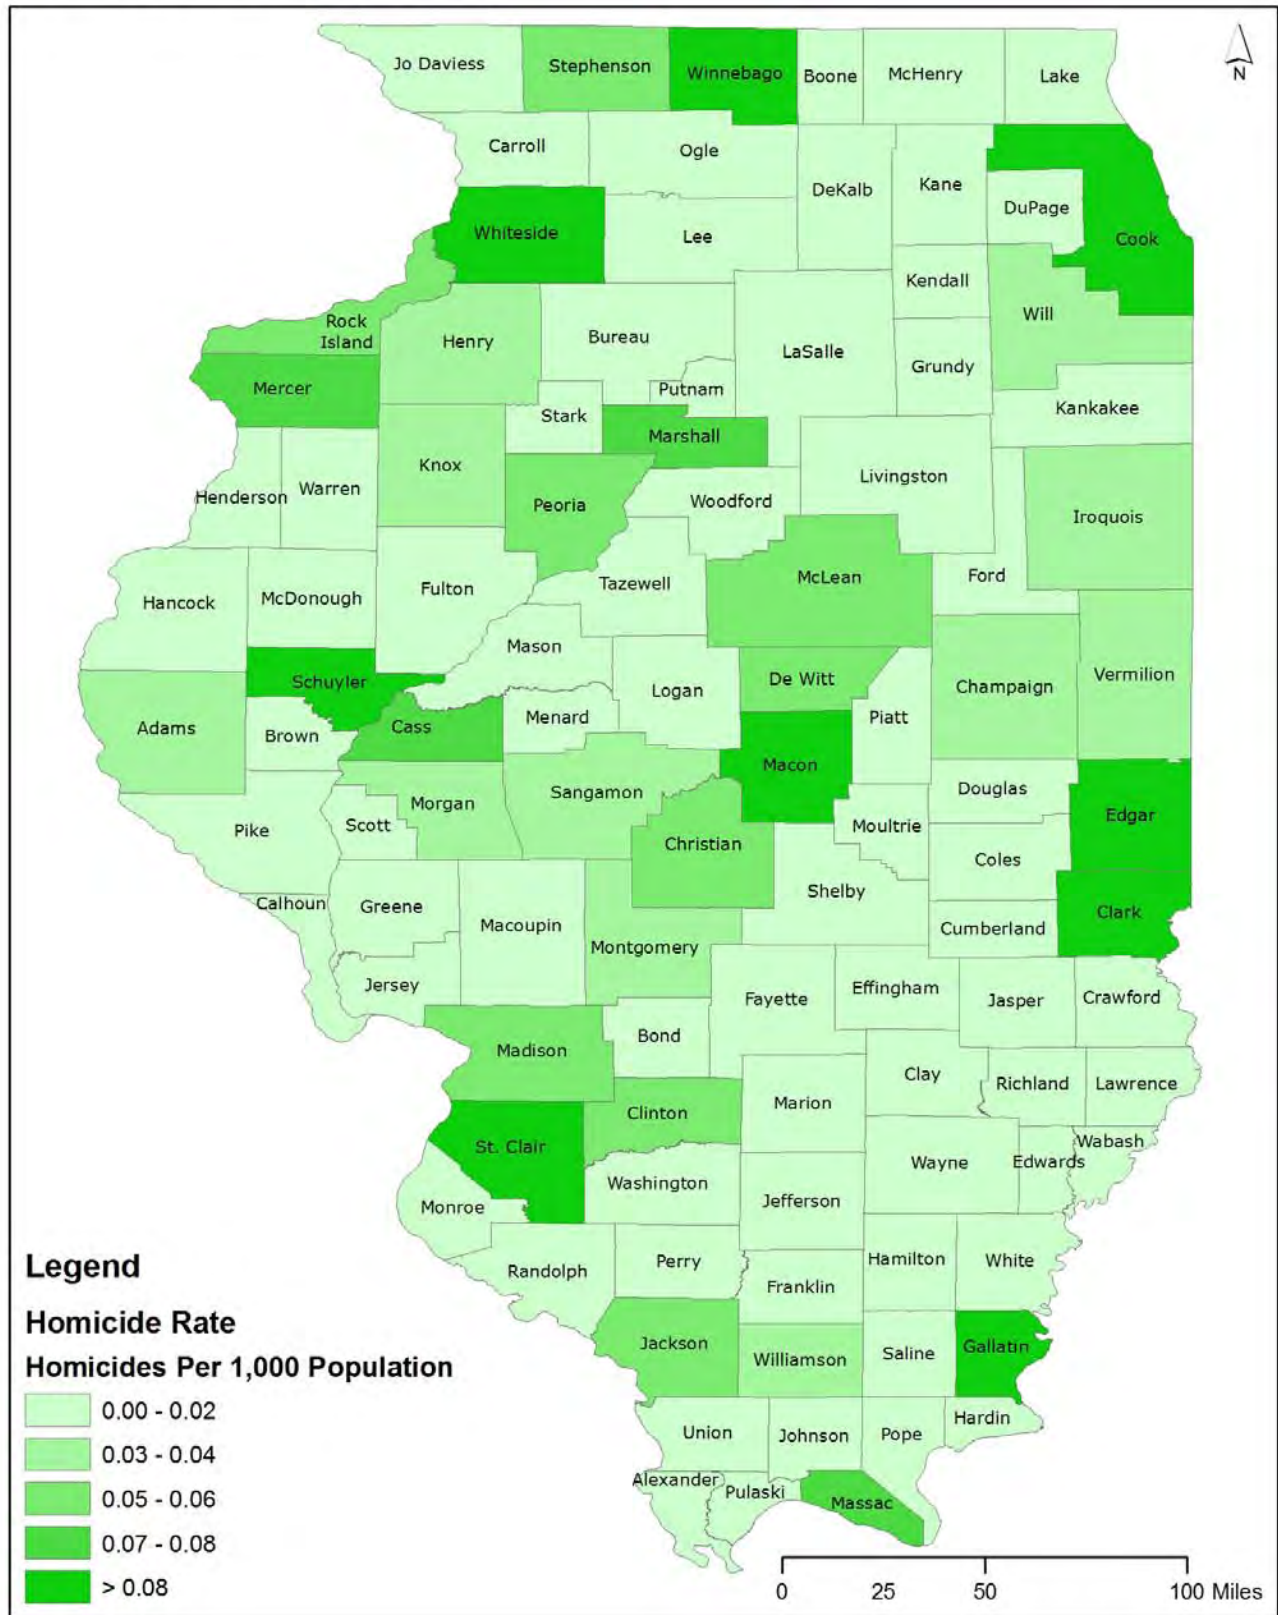 N
Jo Daviess
Stephenson
Winnebago
Boone
McHenry
Lake
Carroll
Ogle
DeKalb
Kane
DuPage
Cook
Whiteside
Lee
Kendall
Will
Rock
Island
Henry
Bureau
LaSalle
Grundy
Mercer
Putnam
Kankakee
Stark
Marshall
Knox
Livingston
Henderson
Warren
Peoria
Woodford
Iroquois
Hancock
McDonough
Fulton
Tazewell
McLean
Ford
Mason
Schuyler
Logan
De Witt
Champaign
Vermilion
Adams
Brown
Cass
Menard
Piatt
Macon
Sangamon
Douglas
Edgar
Pike
Scott
Morgan
Christian
Moultrie
Coles
Shelby
Calhoun
Greene
Macoupin
Clark
Cumberland
Montgomery
Jersey
Fayette
Effingham
Jasper
Crawford
Madison
Bond
Clay
Richland
Lawrence
Clinton
Marion
St. Clair
Wabash
Washington
Wayne
Edwards
Monroe
Jefferson
Randolph
Perry
Hamilton
White
Franklin
Jackson
Williamson
Saline
Gallatin
Union
Johnson
Pope
Hardin
Alexander
Pulaski
Massac
Legend
Homicide Rate
Homicides Per 1,000 Population
0.00 - 0.02
0.03 - 0.04
0.05 - 0.06
0.07 - 0.08
> 0.08
0 25 50 100 Miles